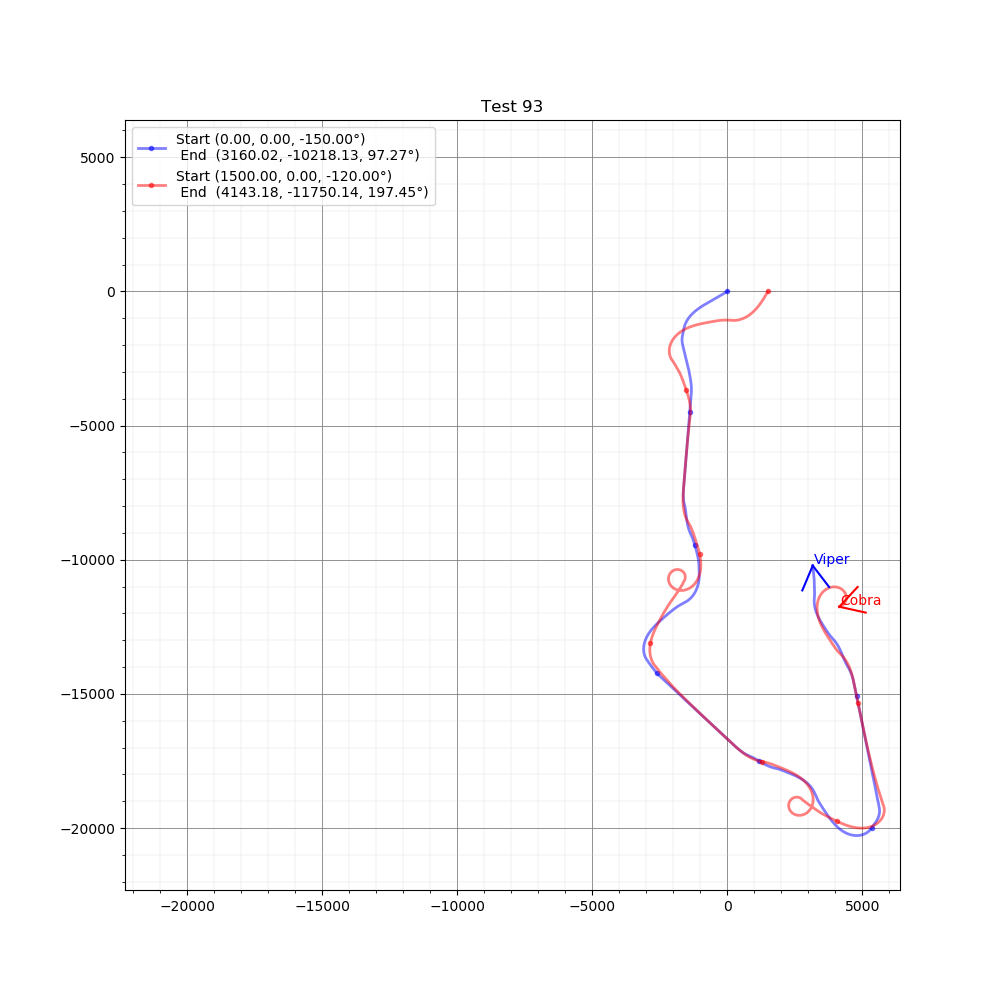 Test 93
Start (0.00, 0.00, -150.00°)
End (3160.02, -10218.13, 97.27°)
Start (1500.00, 0.00, -120.00°)
End (4143.18, -11750.14, 197.45°)
5000
0
−5000
−10000
−15000
−20000
Viper
Cobra
−20000
−15000
−10000
−5000
0
5000